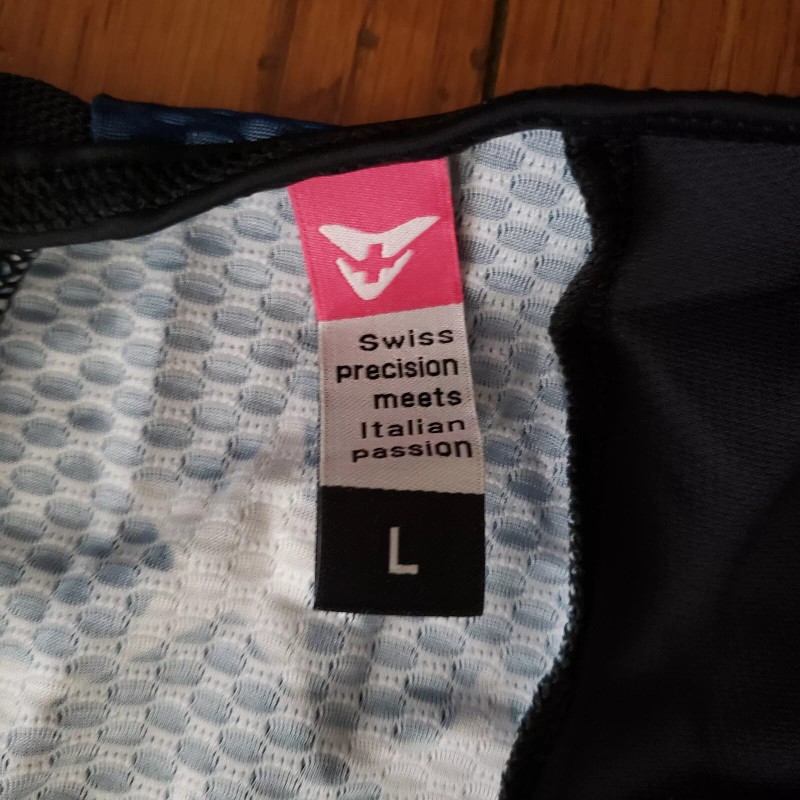 Swiss
precision
meets
Italian
passion
L